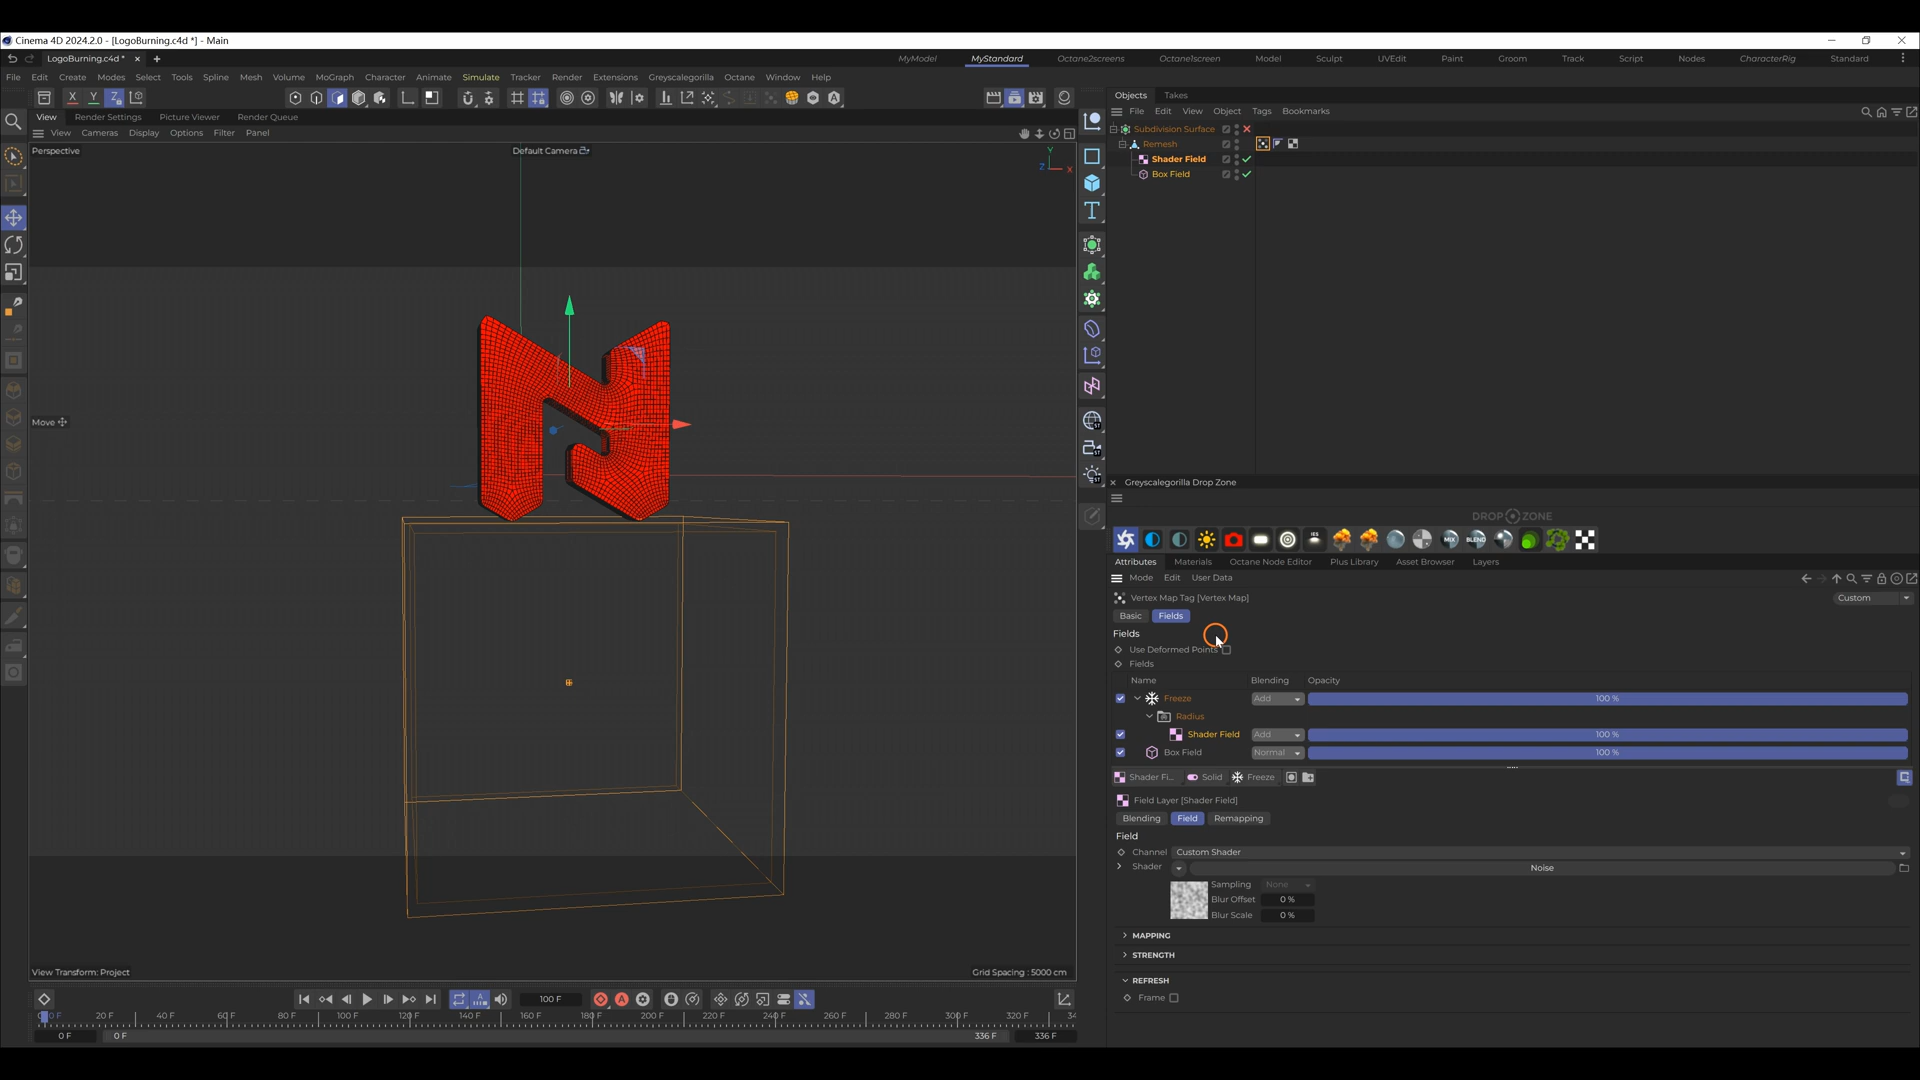 Cinema 4D 2024.2.0 - [LogoBurning.c4d *] - Main
LogoBurning.c4d * × +
MyModel MyStandard Octane2screens Octane1screen Model Sculpt UVEdit Paint Groom Track Script Nodes CharacterRig Standard
File Edit Create Modes Select Tools Spline Mesh Volume MoGraph Character Animate Simulate Tracker Render Extensions Greyscalegorilla Octane Window Help
X Y Z
Objects Takes
File Edit View Object Tags Bookmarks
View Render Settings Picture Viewer Render Queue
View Cameras Display Options Filter Panel
Perspective
Default Camera
Y
Z X
Subdivision Surface
Remesh
Shader Field
Box Field
Move
Greyscalegorilla Drop Zone
DROP ZONE
IES MIX BLEND
Attributes Materials Octane Node Editor Plus Library Asset Browser Layers
Mode Edit User Data
Vertex Map Tag [Vertex Map]
Custom
Basic Fields
Fields
Use Deformed Points
Fields
Name Blending Opacity
Freeze Add 100 %
Radius
Shader Field Add 100 %
Box Field Normal 100 %
Shader Fi... Solid Freeze
Field Layer [Shader Field]
Blending Field Remapping
Field
Channel Custom Shader
Shader Noise
Sampling None
Blur Offset 0 %
Blur Scale 0 %
MAPPING
STRENGTH
REFRESH
Frame
View Transform: Project
Grid Spacing : 5000 cm
100 F
20 F 40 F 60 F 80 F 100 F 120 F 140 F 160 F 180 F 200 F 220 F 240 F 260 F 280 F 300 F 320 F 34
0 F 0 F 336 F 336 F